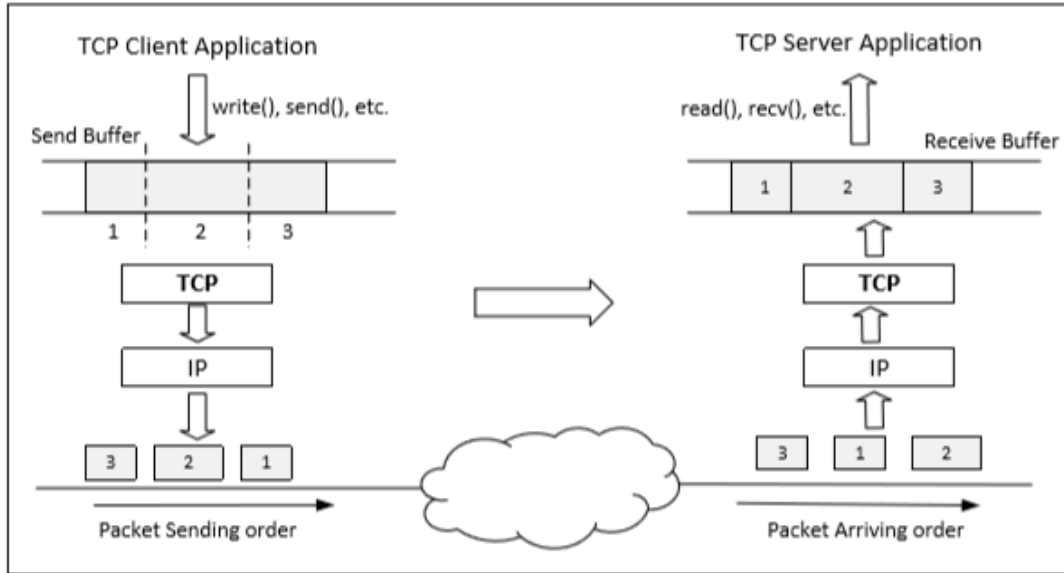 TCP Client Application
write(), send(), etc.
Send Buffer
1 2 3
TCP
IP
3 2 1
Packet Sending order
TCP Server Application
read(), recv(), etc.
Receive Buffer
1 2 3
TCP
IP
3 1 2
Packet Arriving order